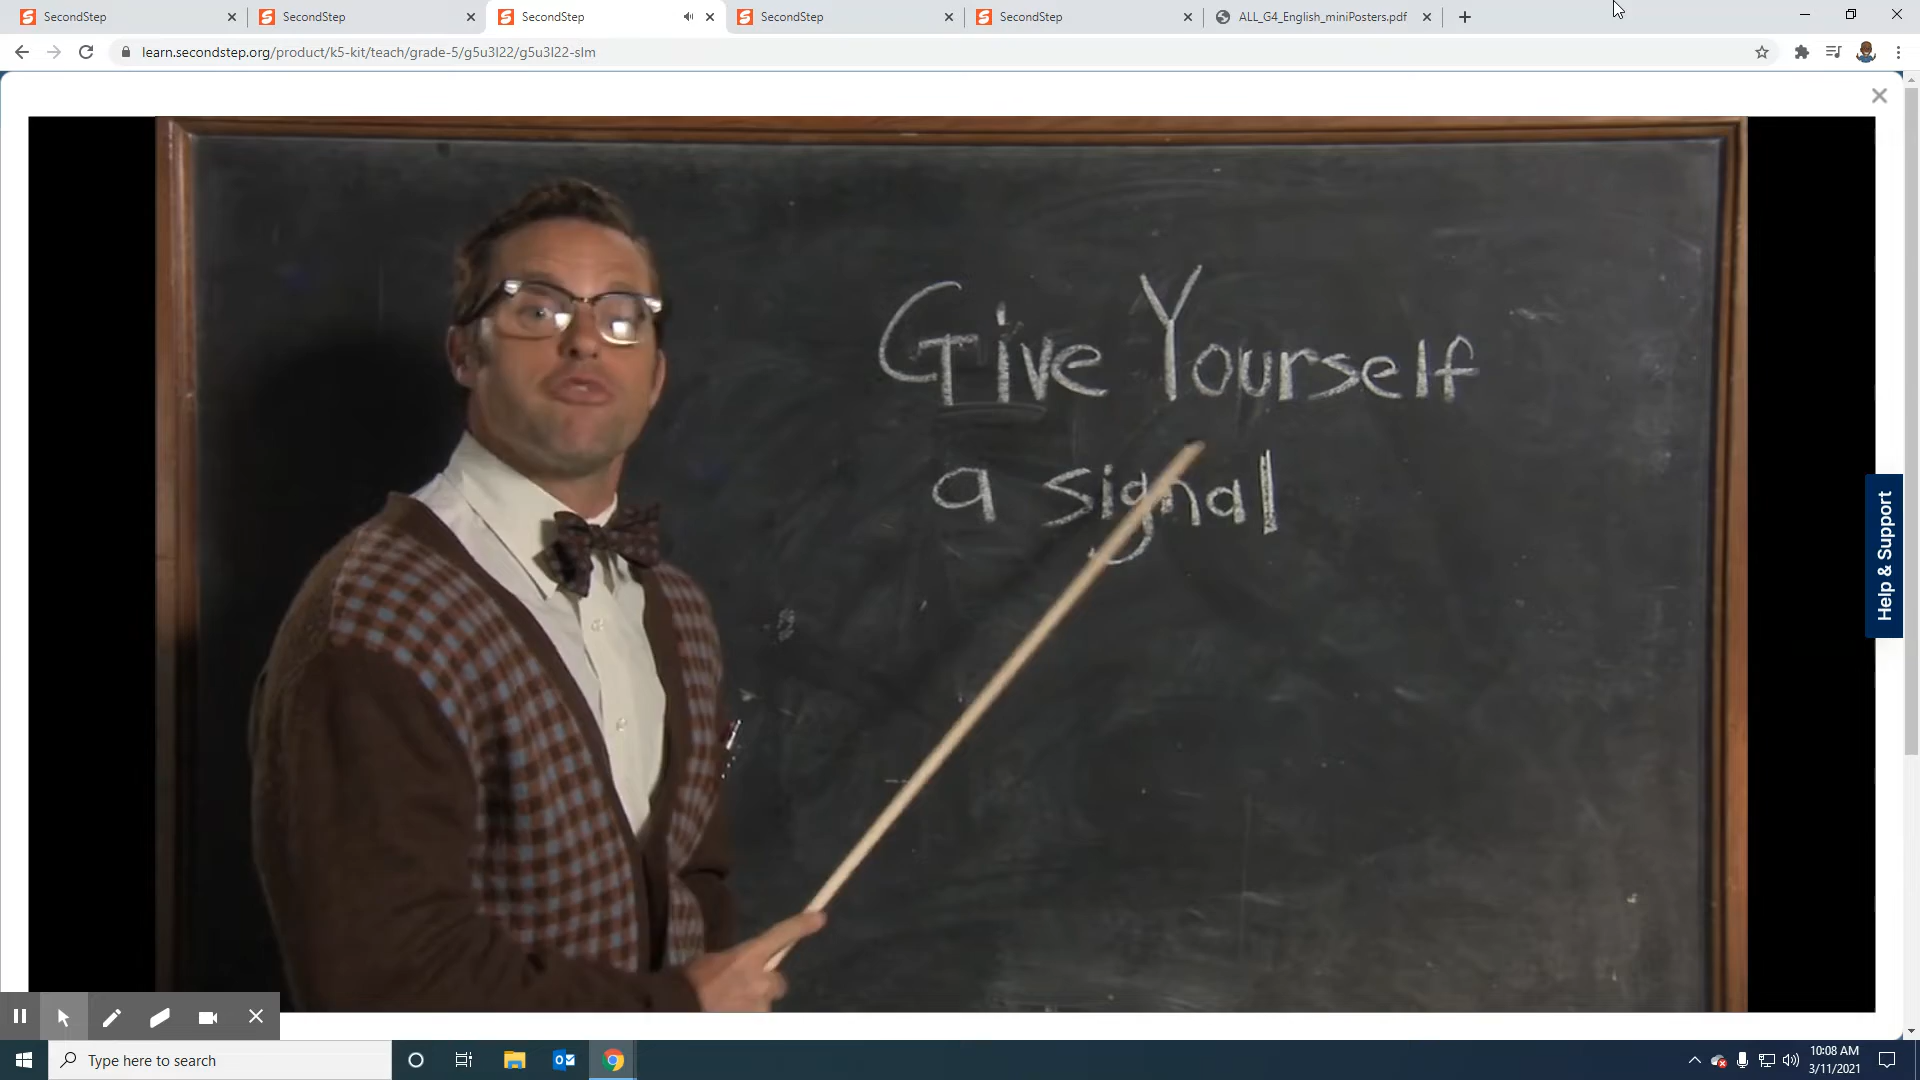 SecondStep
SecondStep
SecondStep
SecondStep
SecondStep
ALL_G4_English_miniPosters.pdf
learn.secondstep.org/product/k5-kit/teach/grade-5/g5u3l22/g5u3l22-slm
Give Yourself
a signal
Help & Support
Type here to search
10:08 AM
3/11/2021